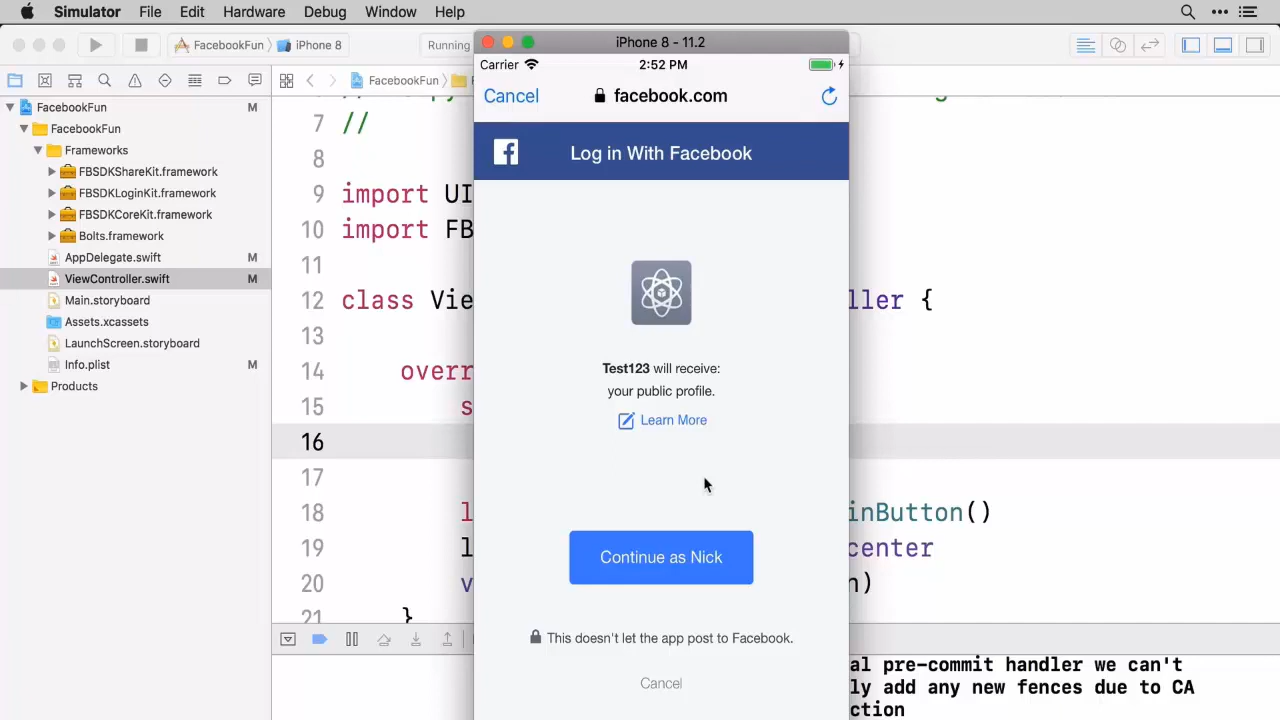 Simulator File Edit Hardware Debug Window Help
FacebookFun iPhone 8
Running
iPhone 8 - 11.2
Carrier 2:52 PM
Cancel facebook.com
Log in With Facebook
Test123 will receive:
your public profile.
Learn More
Continue as Nick
This doesn't let the app post to Facebook.
Cancel
FacebookFun
FacebookFun M
FacebookFun
Frameworks
FBSDKShareKit.framework
FBSDKLoginKit.framework
FBSDKCoreKit.framework
Bolts.framework
AppDelegate.swift M
ViewController.swift M
Main.storyboard
Assets.xcassets
LaunchScreen.storyboard
Info.plist M
Products
7 //
8
9 import UI
10 import FB
11
12 class Vie ller {
13
14 overr
15 s
16
17
18 l inButton()
19 l center
20 v n)
21 }
al pre-commit handler we can't
ly add any new fences due to CA
ction